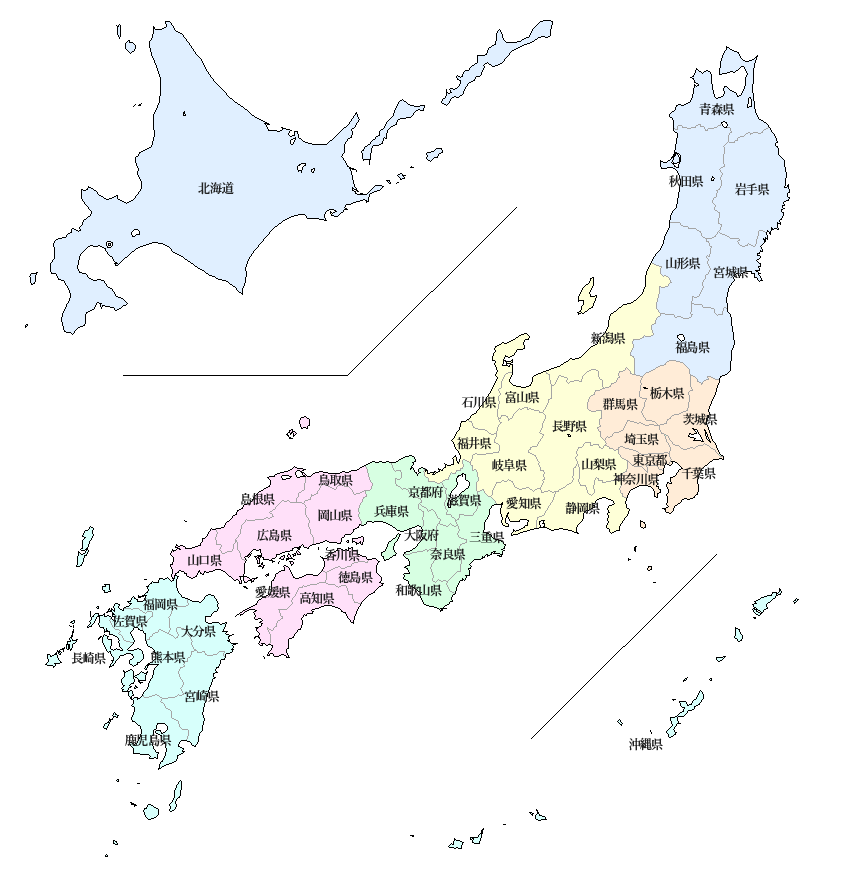 北海道
青森県
秋田県
岩手県
山形県
宮城県
福島県
新潟県
栃木県
群馬県
茨城県
埼玉県
東京都
千葉県
神奈川県
石川県
富山県
長野県
福井県
岐阜県
山梨県
愛知県
静岡県
滋賀県
京都府
兵庫県
大阪府
三重県
奈良県
和歌山県
鳥取県
島根県
岡山県
広島県
山口県
香川県
徳島県
愛媛県
高知県
福岡県
佐賀県
大分県
長崎県
熊本県
宮崎県
鹿児島県
沖縄県